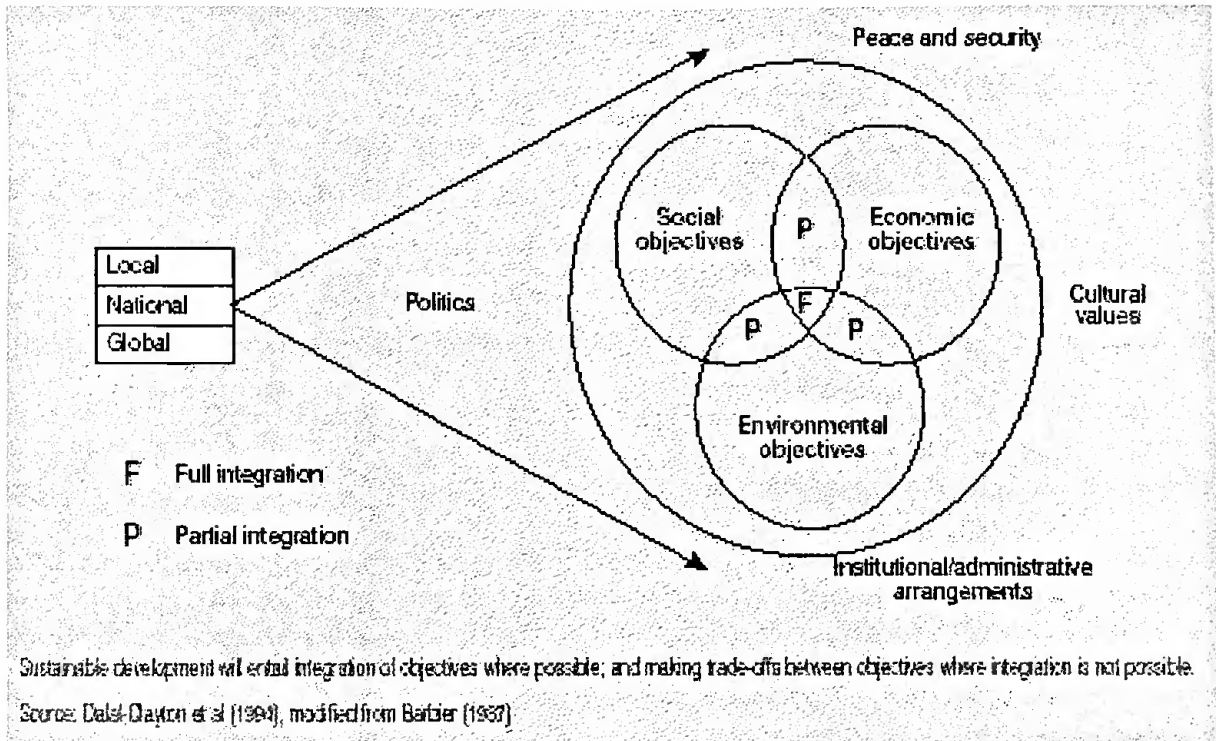 Peace and security
Social
objectives
P
Economic
objectives
Local
National
Global
Politics
F
P
P
Cultural
values
Environmental
objectives
F Full integration
P Partial integration
Institutional/administrative
arrangements
Sustainable development will entail integration of objectives where possible; and making trade-offs between objectives where integration is not possible.
Source: Dalal-Clayton et al (1994), modified from Barbier (1987)